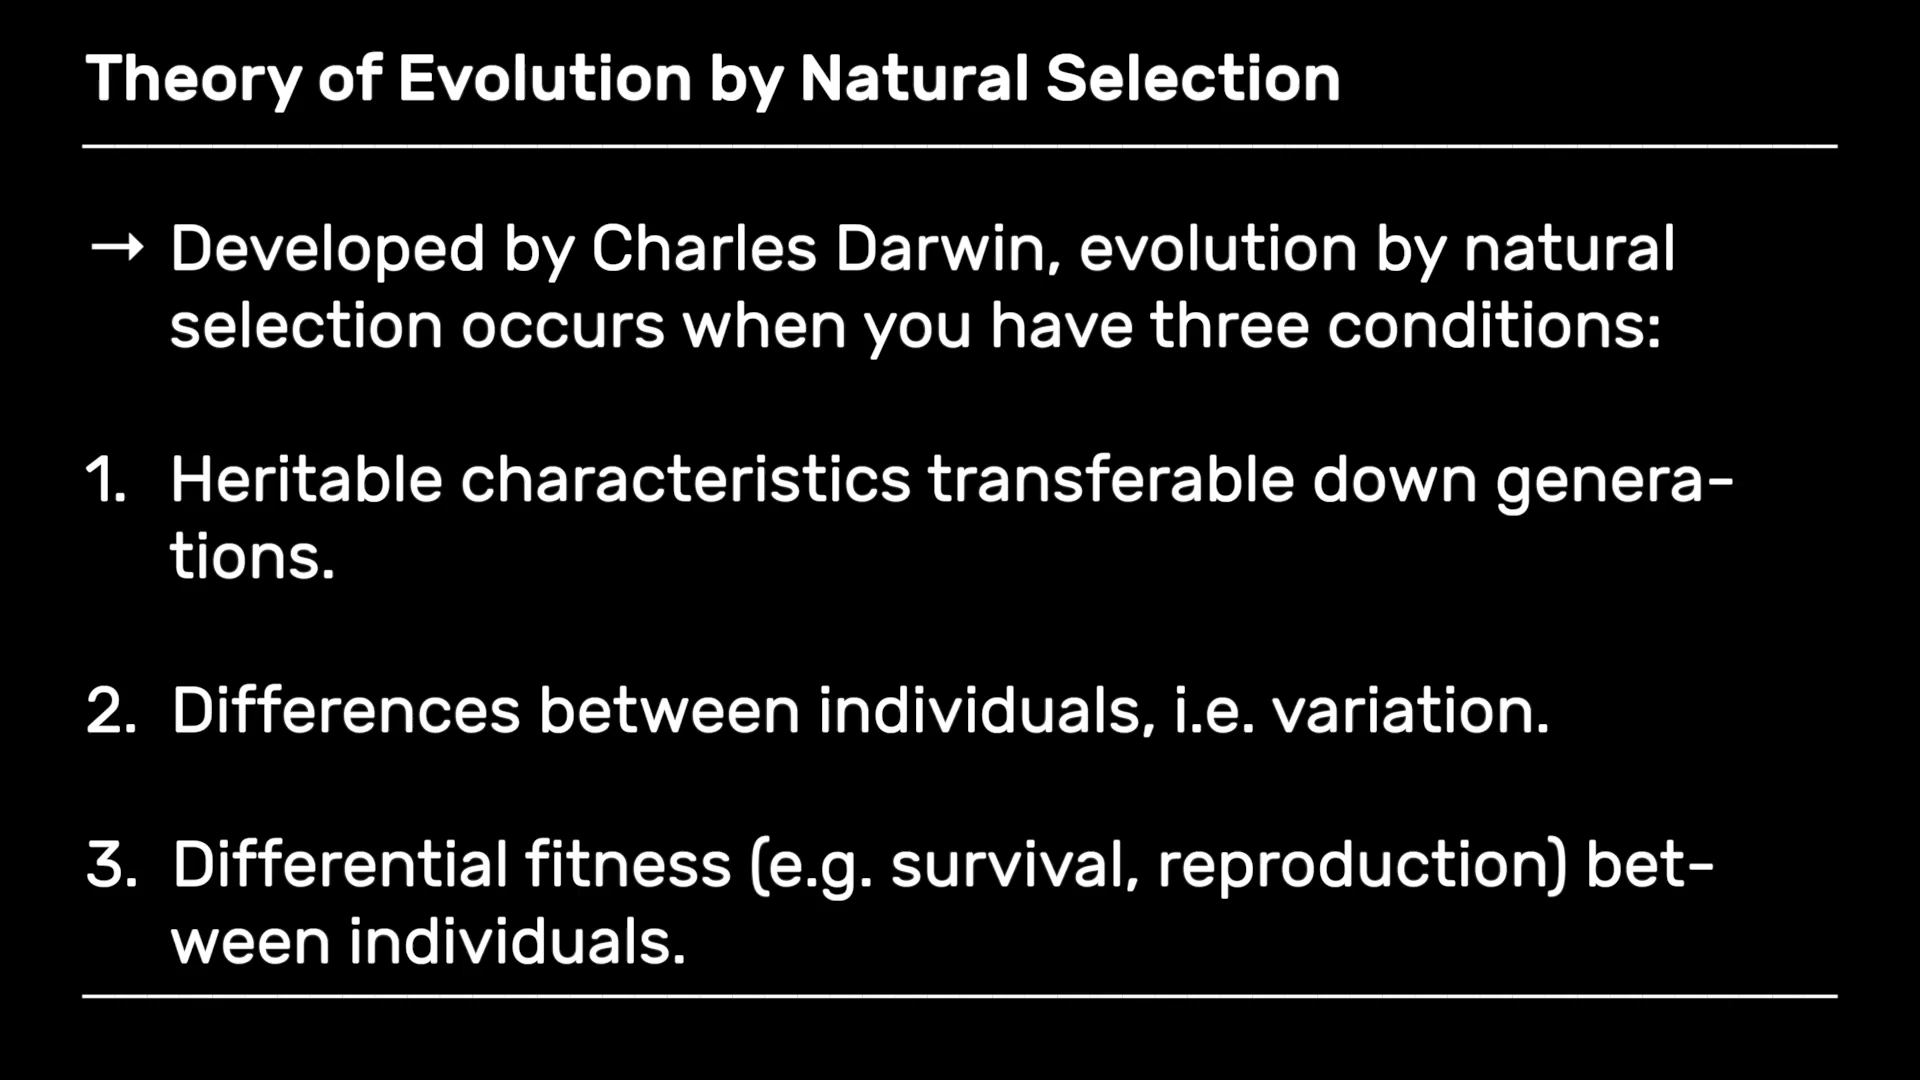 Theory of Evolution by Natural Selection
→ Developed by Charles Darwin, evolution by natural
selection occurs when you have three conditions:
1. Heritable characteristics transferable down genera-
tions.
2. Differences between individuals, i.e. variation.
3. Differential fitness (e.g. survival, reproduction) bet-
ween individuals.